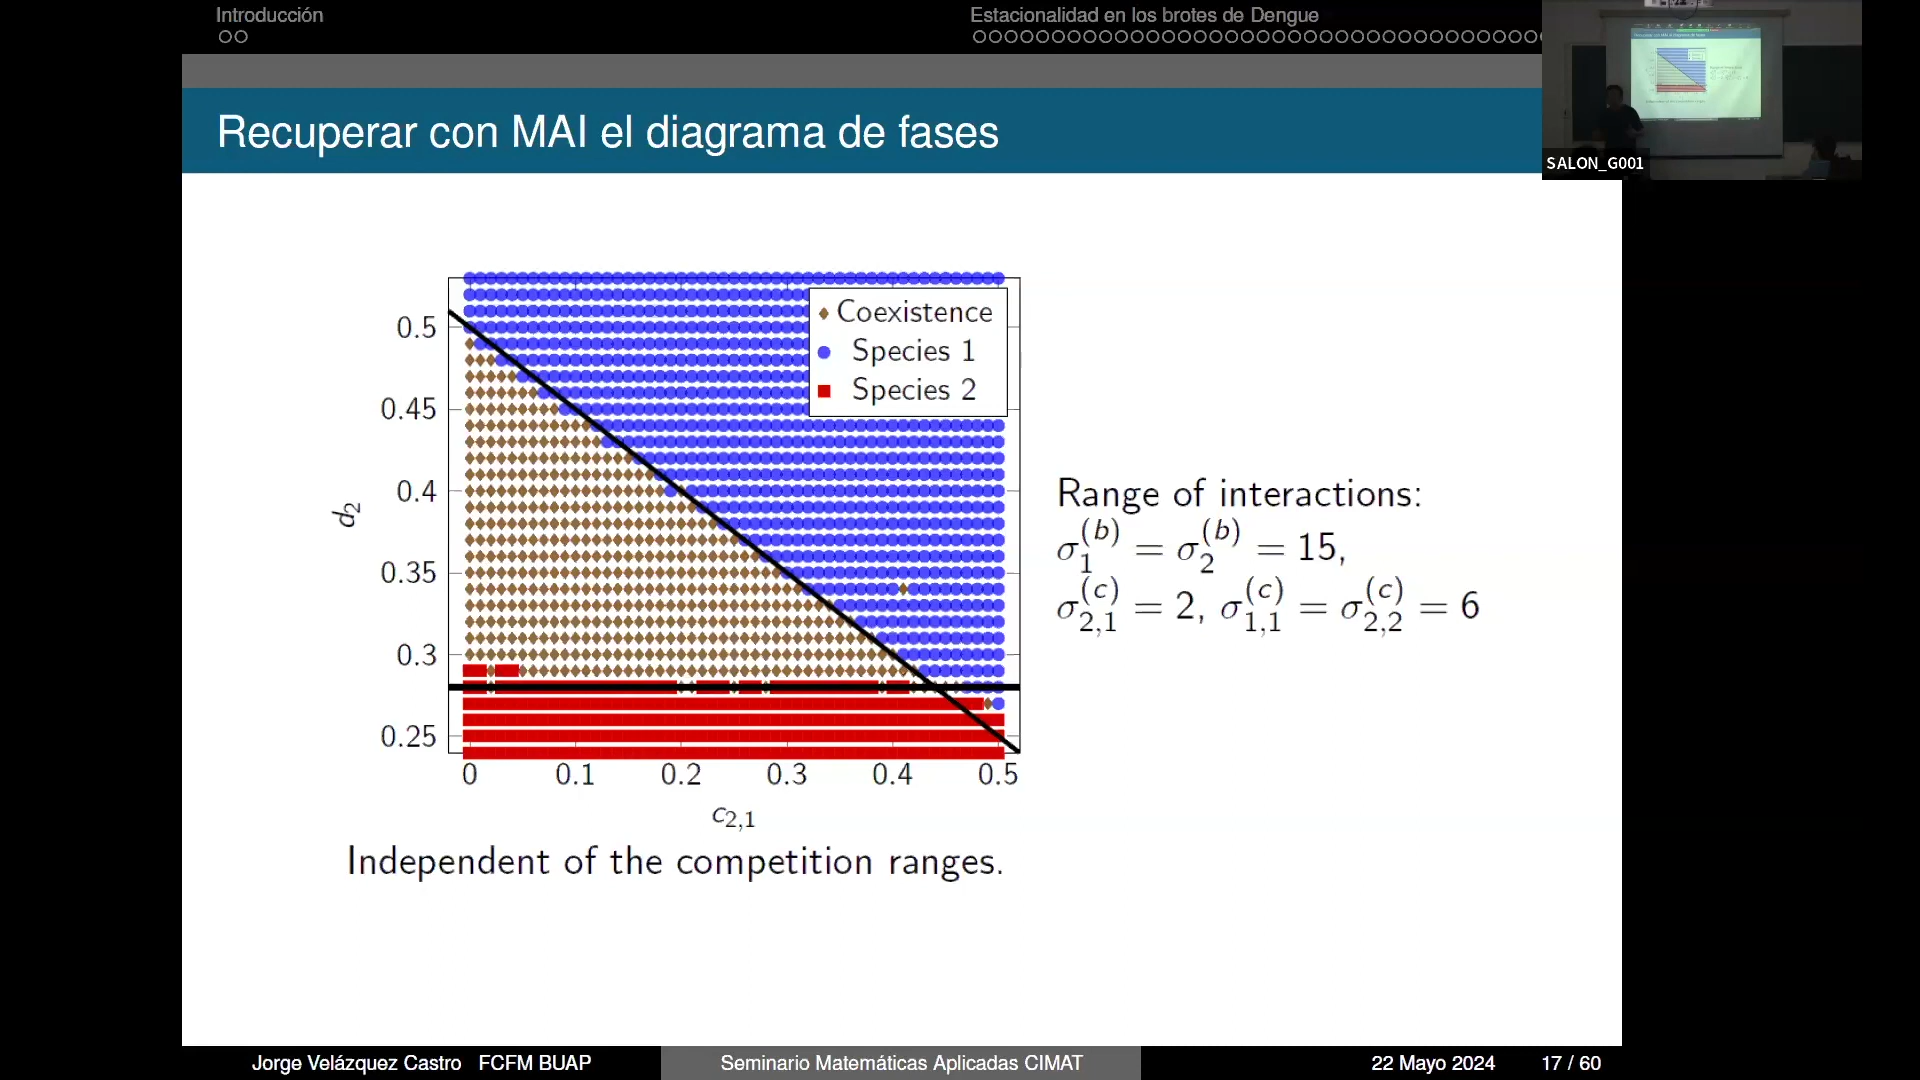 Introducción
Estacionalidad en los brotes de Dengue
Recuperar con MAI el diagrama de fases
SALON_G001
Coexistence
Species 1
Species 2
0.5
0.45
0.4
0.35
0.3
0.25
d₂
0 0.1 0.2 0.3 0.4 0.5
c₂,₁
Independent of the competition ranges.
Range of interactions:
σ₁^(b) = σ₂^(b) = 15,
σ₂,₁^(c) = 2, σ₁,₁^(c) = σ₂,₂^(c) = 6
Jorge Velázquez Castro FCFM BUAP
Seminario Matemáticas Aplicadas CIMAT
22 Mayo 2024
17 / 60